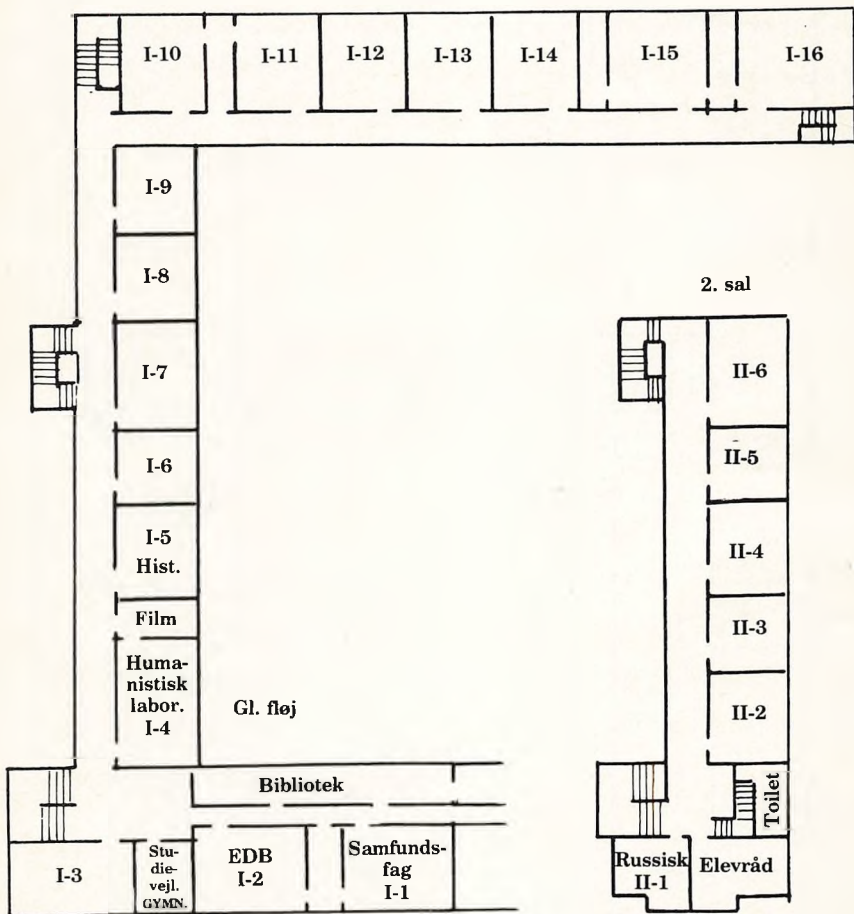 I-10 I-11 I-12 I-13 I-14 I-15 I-16
I-9
I-8
I-7
I-6
I-5
Hist.
Film
Huma-
nistisk
labor.
I-4
Gl. fløj
Bibliotek
I-3
Stu-
die-
vejl.
GYMN.
EDB
I-2
Samfunds-
fag
I-1
2. sal
II-6
II-5
II-4
II-3
II-2
Toilet
Russisk
II-1
Elevråd